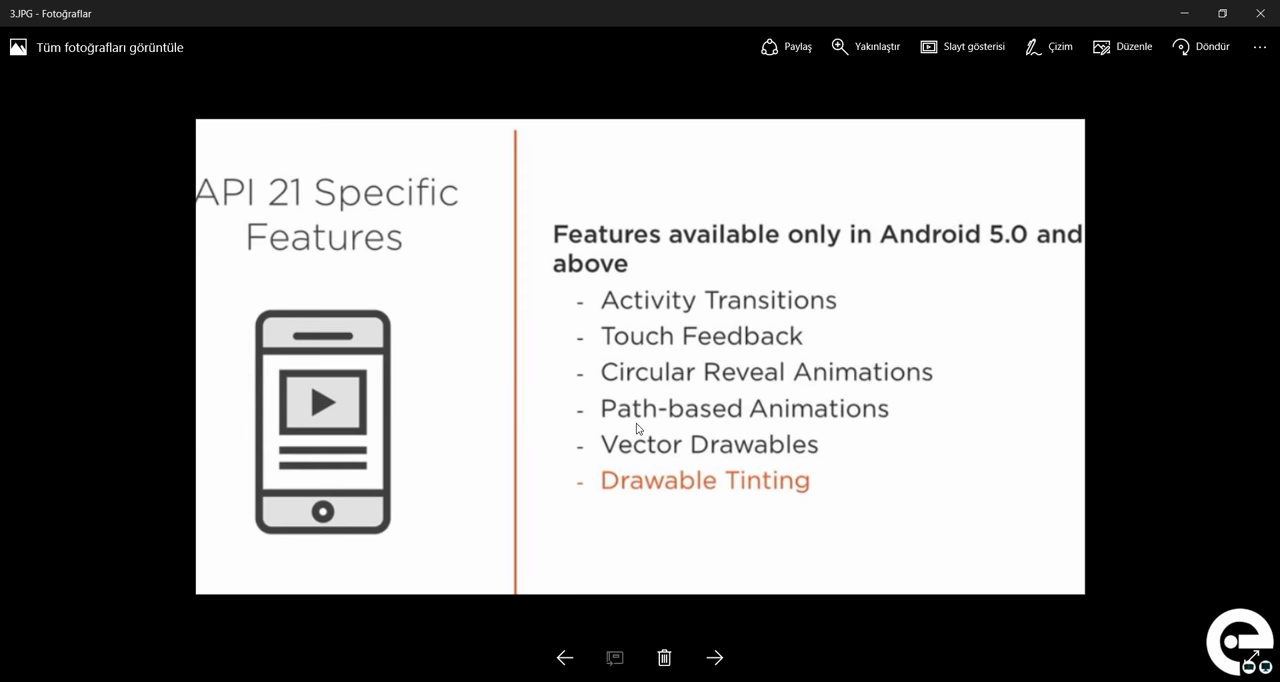 3.JPG - Fotoğraflar
Tüm fotoğrafları görüntüle
Paylaş
Yakınlaştır
Slayt gösterisi
Çizim
Düzenle
Döndür
API 21 Specific
Features
Features available only in Android 5.0 and
above
- Activity Transitions
- Touch Feedback
- Circular Reveal Animations
- Path-based Animations
- Vector Drawables
- Drawable Tinting